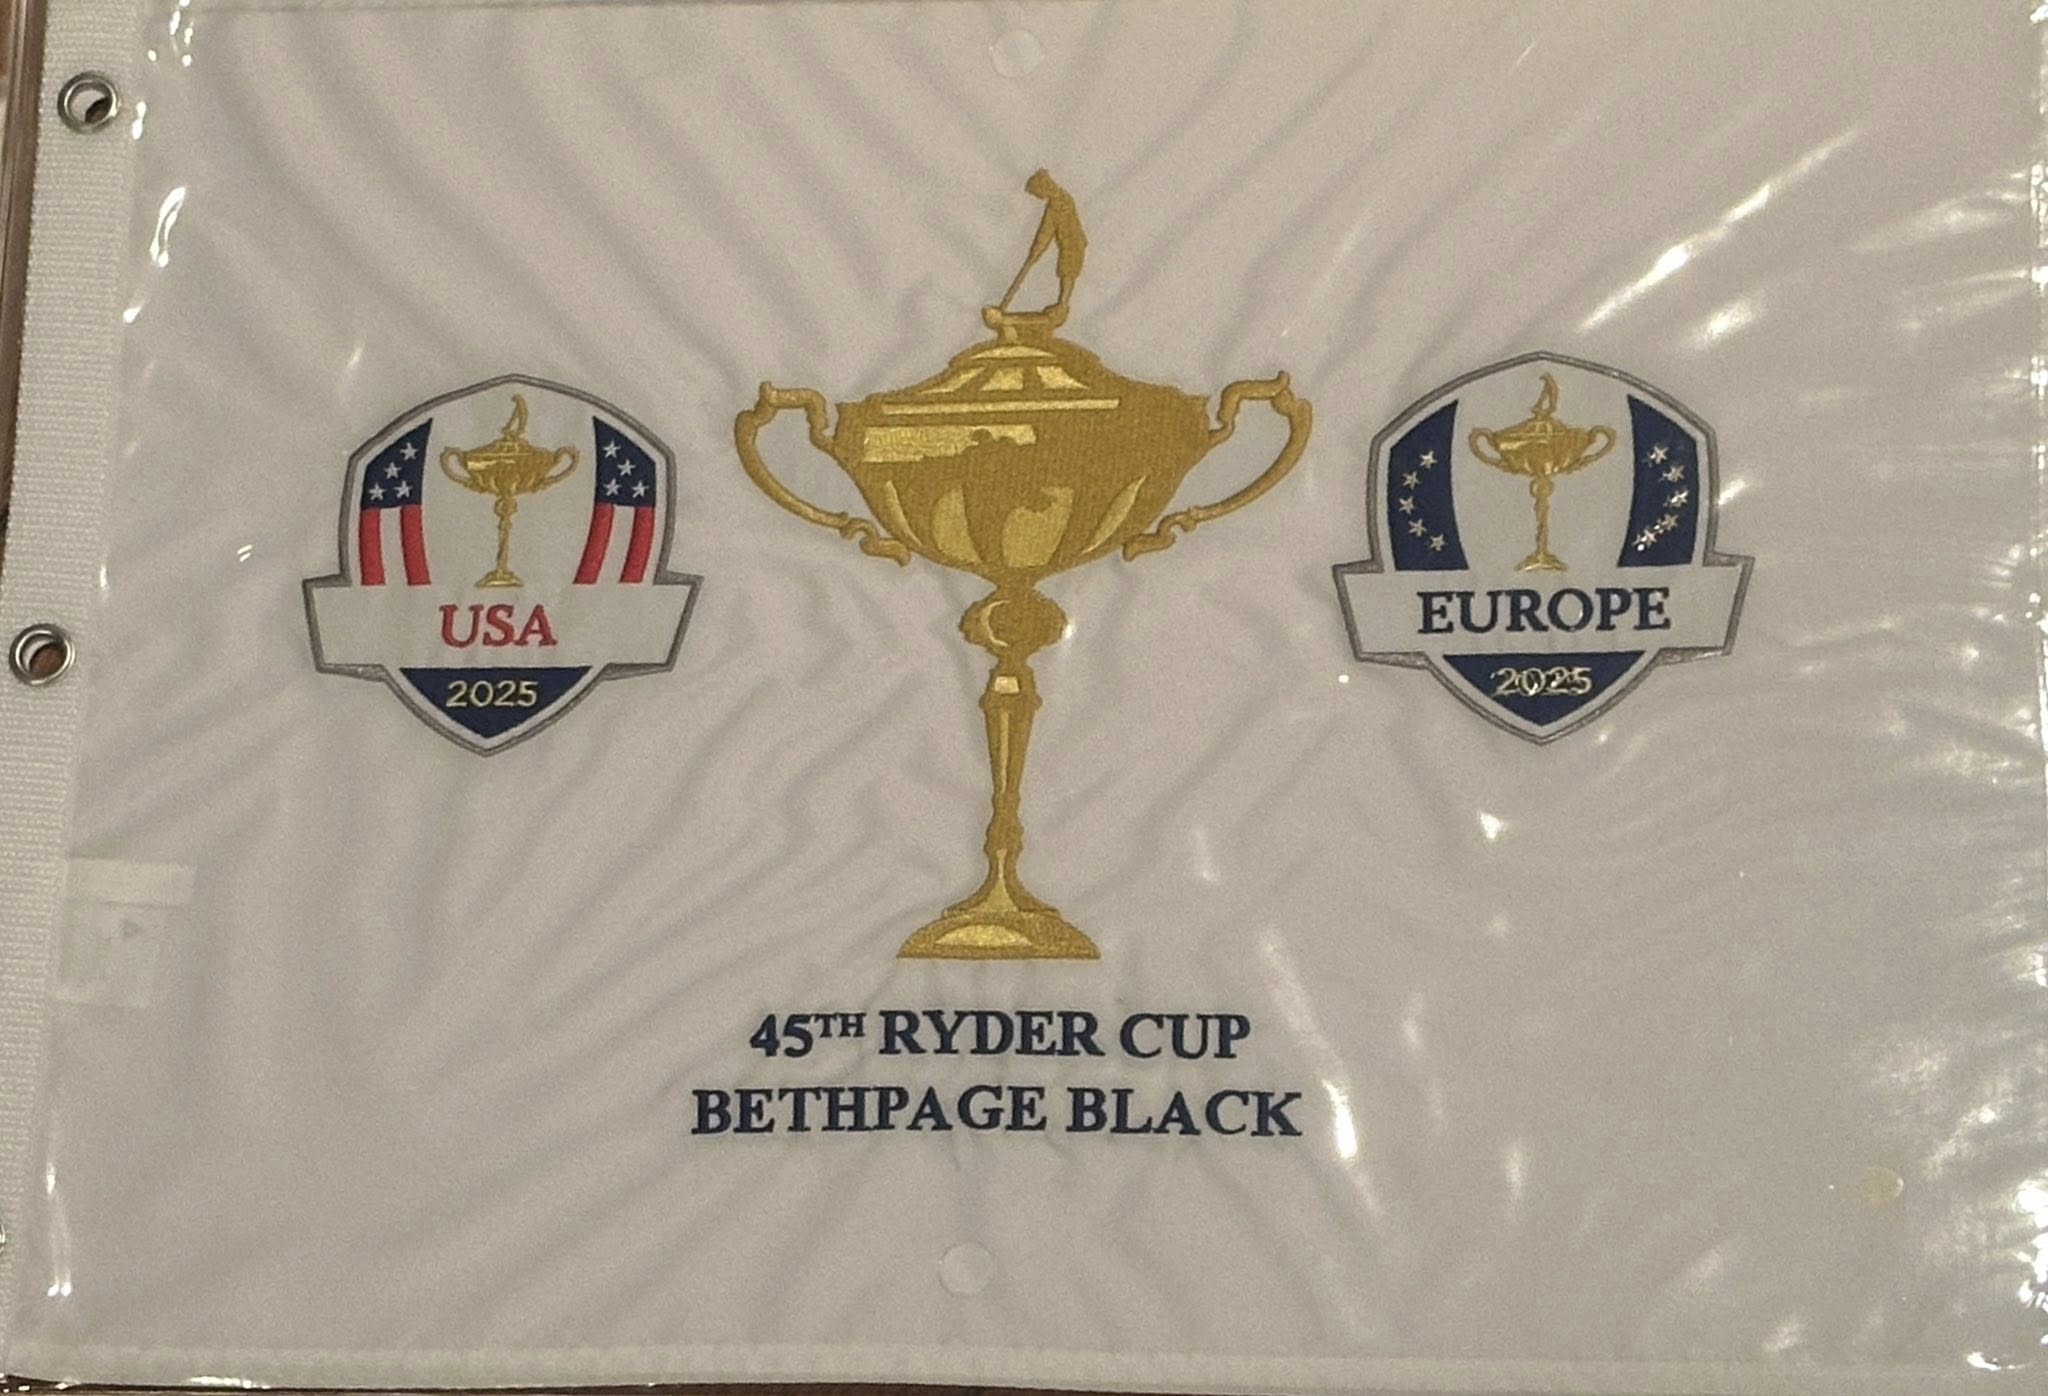 USA
2025
EUROPE
2025
45TH RYDER CUP
BETHPAGE BLACK